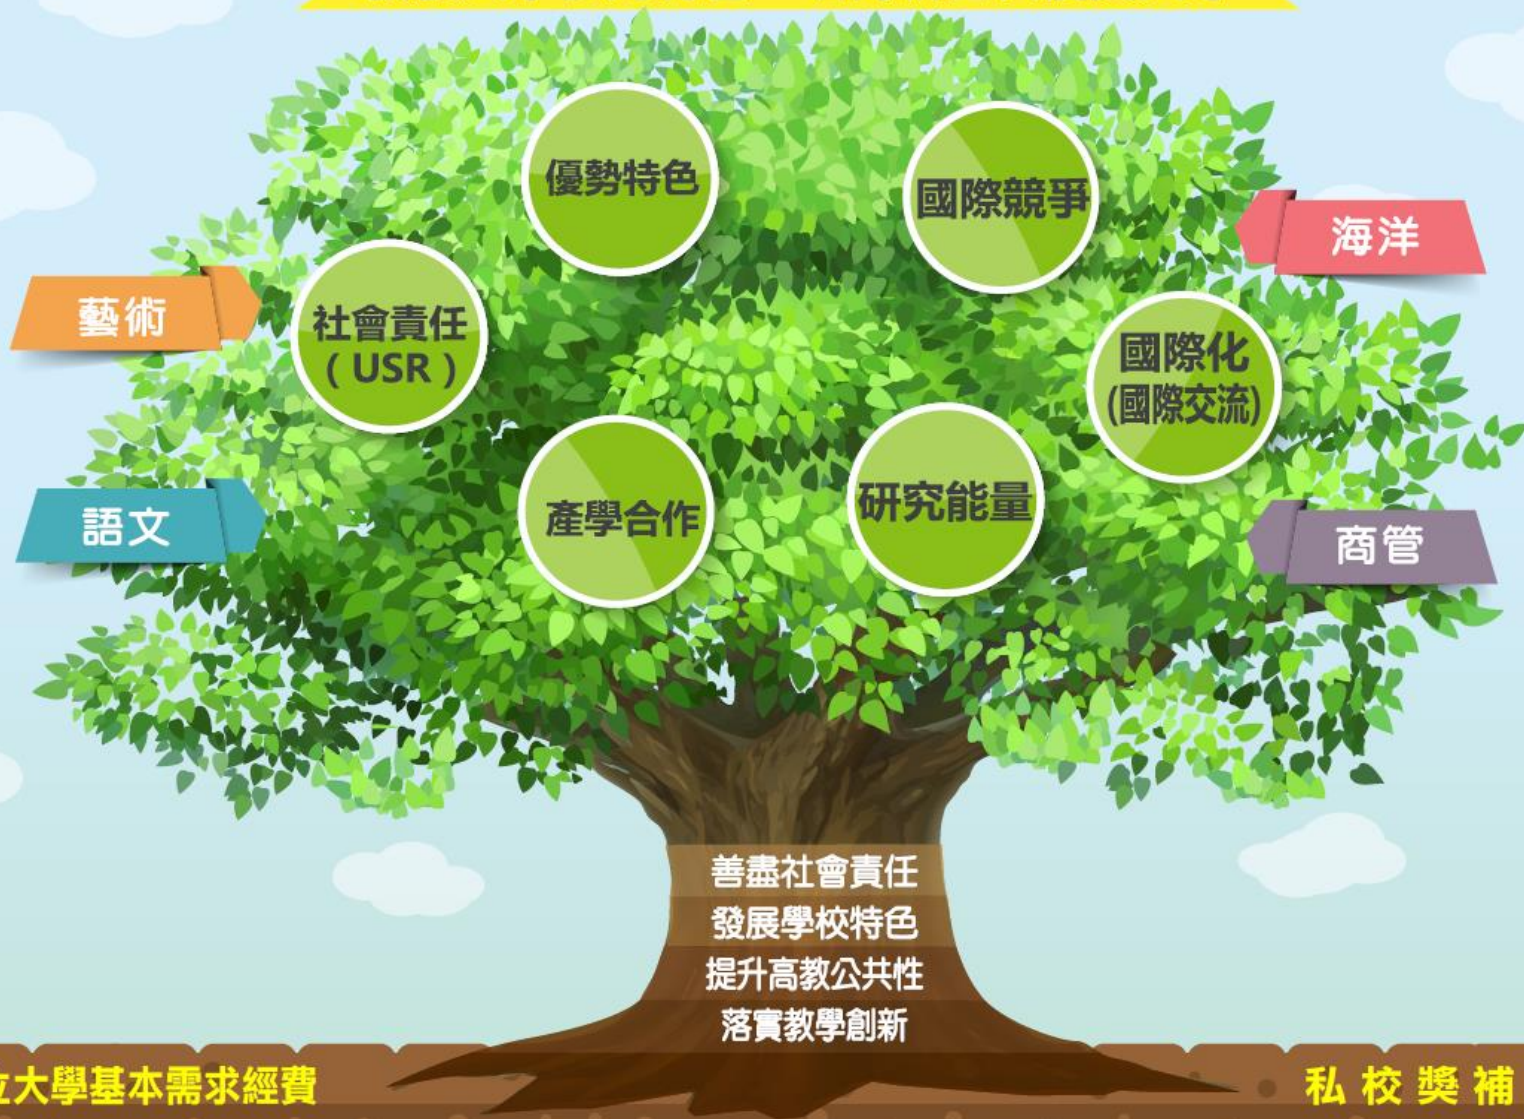 優勢特色
國際競爭
海洋
藝術
社會責任
( USR )
國際化
(國際交流)
語文
產學合作
研究能量
商管
善盡社會責任
發展學校特色
提升高教公共性
落實教學創新
立大學基本需求經費
私校獎補